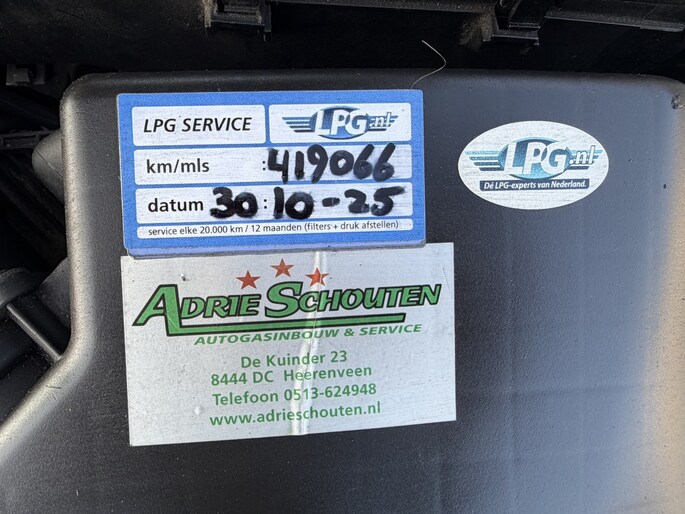 LPG SERVICE
LPG.nl
km/mls :419066
datum 30:10-25
service elke 20.000 km / 12 maanden (filters + druk afstellen)
LPG.nl
Dé LPG-experts van Nederland.
ADRIE SCHOUTEN
AUTOGASINBOUW & SERVICE
De Kuinder 23
8444 DC Heerenveen
Telefoon 0513-624948
www.adrieschouten.nl